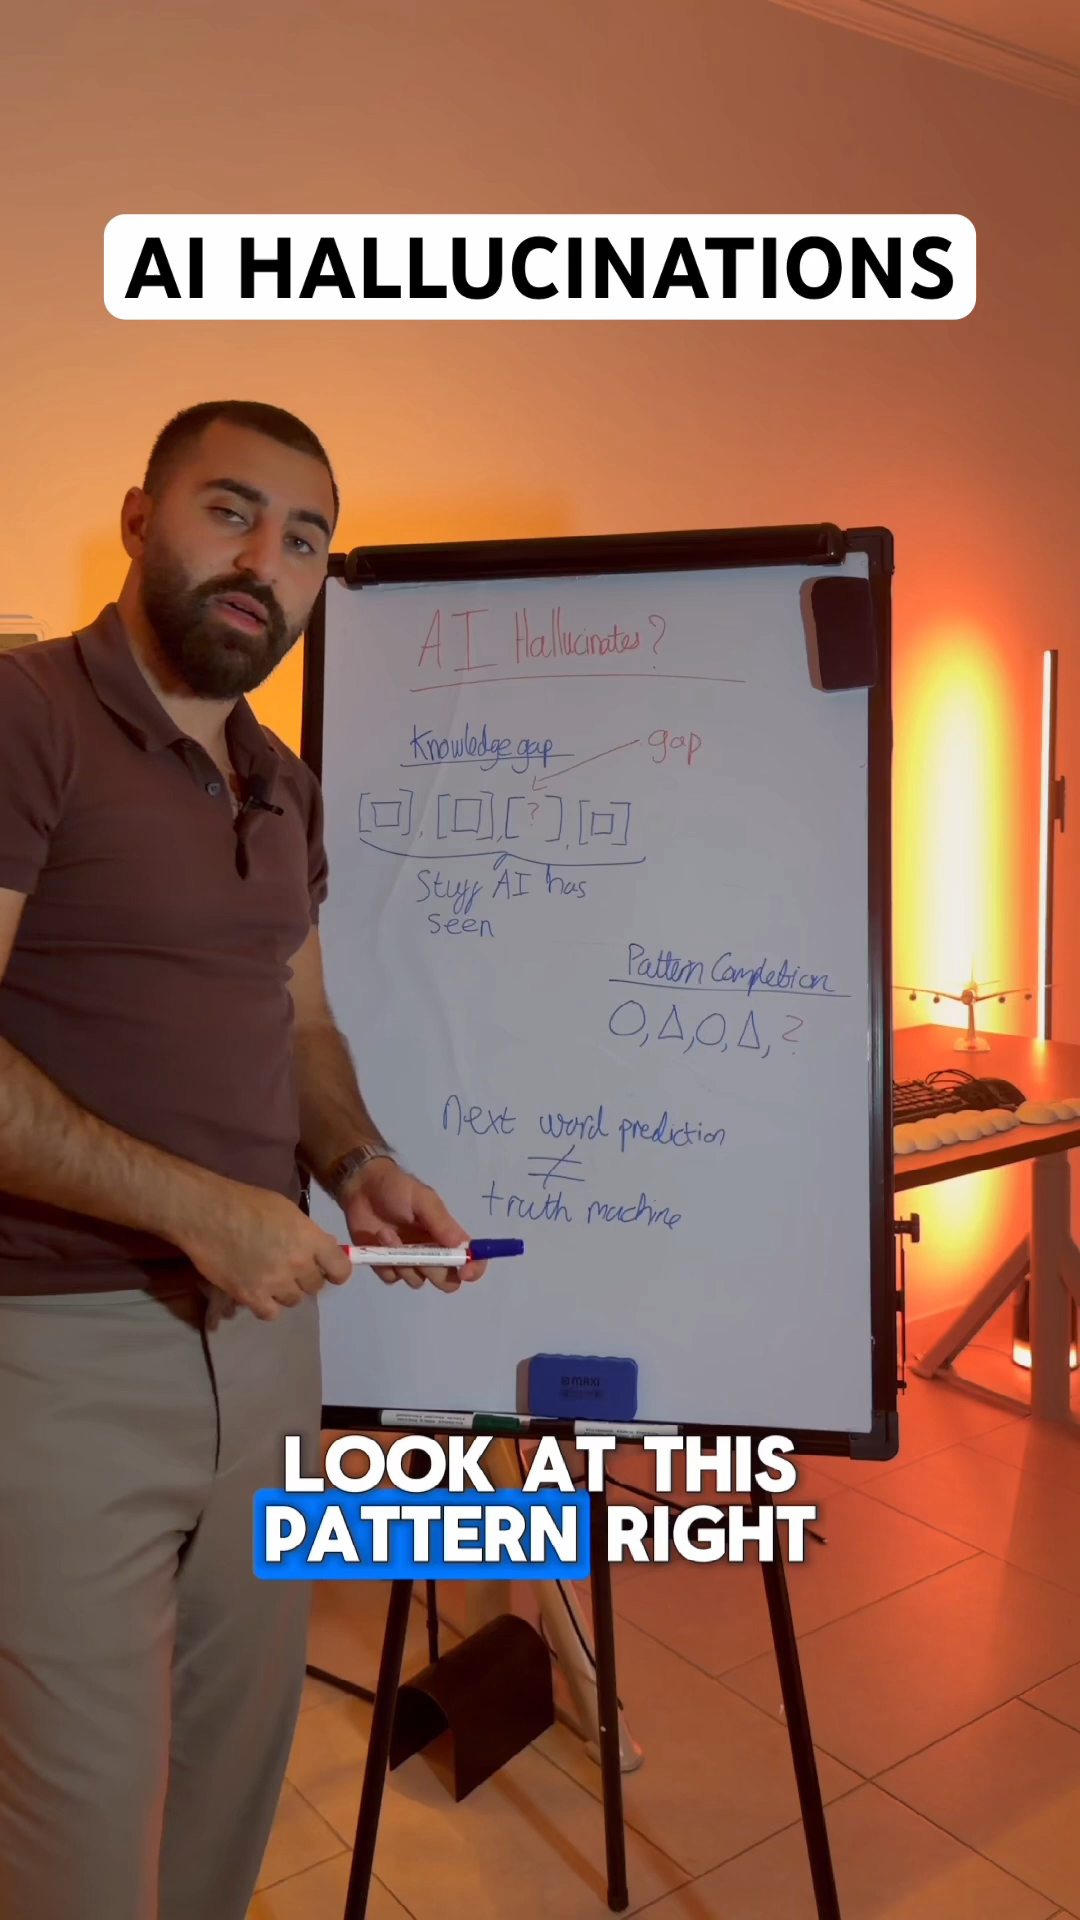 AI HALLUCINATIONS
AI Hallucinates?
Knowledge gap
gap
?
Stuff AI has
seen
Pattern Completion
O, Δ, O, Δ, ?
Next word prediction
≠
truth machine
MAXI
LOOK AT THIS
PATTERN RIGHT